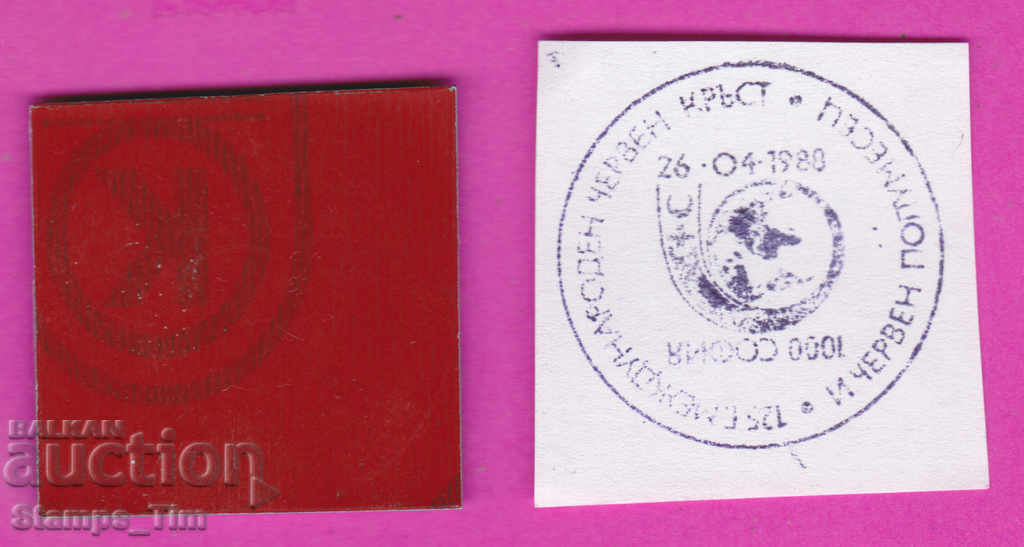 125 Г. МЕЖДУНАРОДЕН ЧЕРВЕН КРЪСТ •
И ЧЕРВЕН ПОЛУМЕСЕЦ •
26·04·1988
1000 СОФИЯ
BALKAN
auction
Stamps_Tim